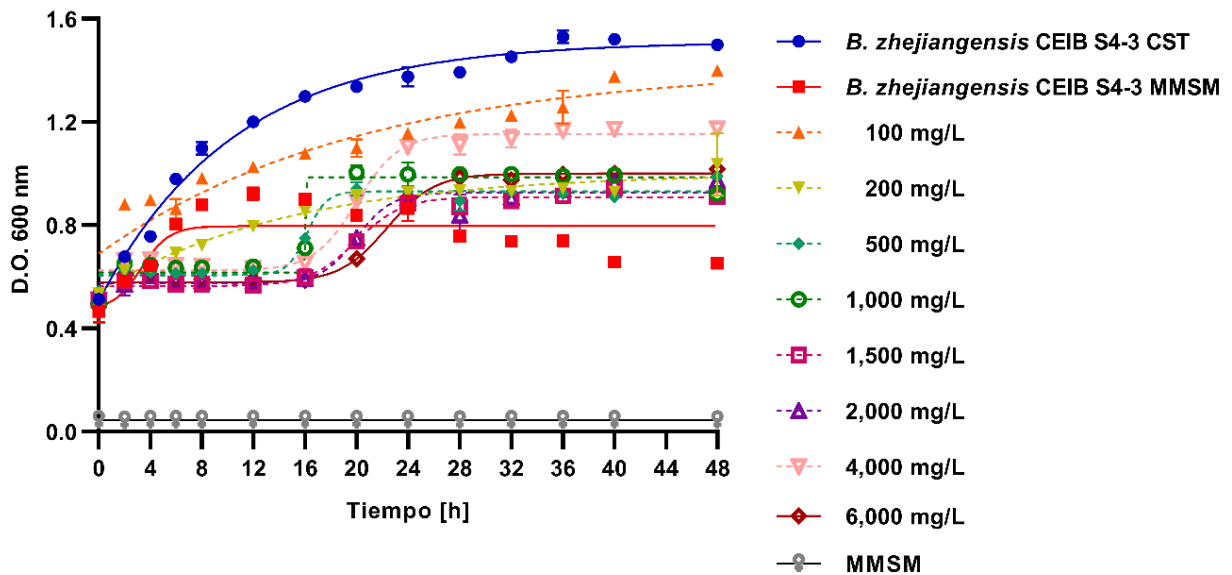 1.6
1.2
0.8
0.4
0.0
D.O. 600 nm
0 4 8 12 16 20 24 28 32 36 40 44 48
Tiempo [h]
B. zhejiangensis CEIB S4-3 CST
B. zhejiangensis CEIB S4-3 MMSM
100 mg/L
200 mg/L
500 mg/L
1,000 mg/L
1,500 mg/L
2,000 mg/L
4,000 mg/L
6,000 mg/L
MMSM